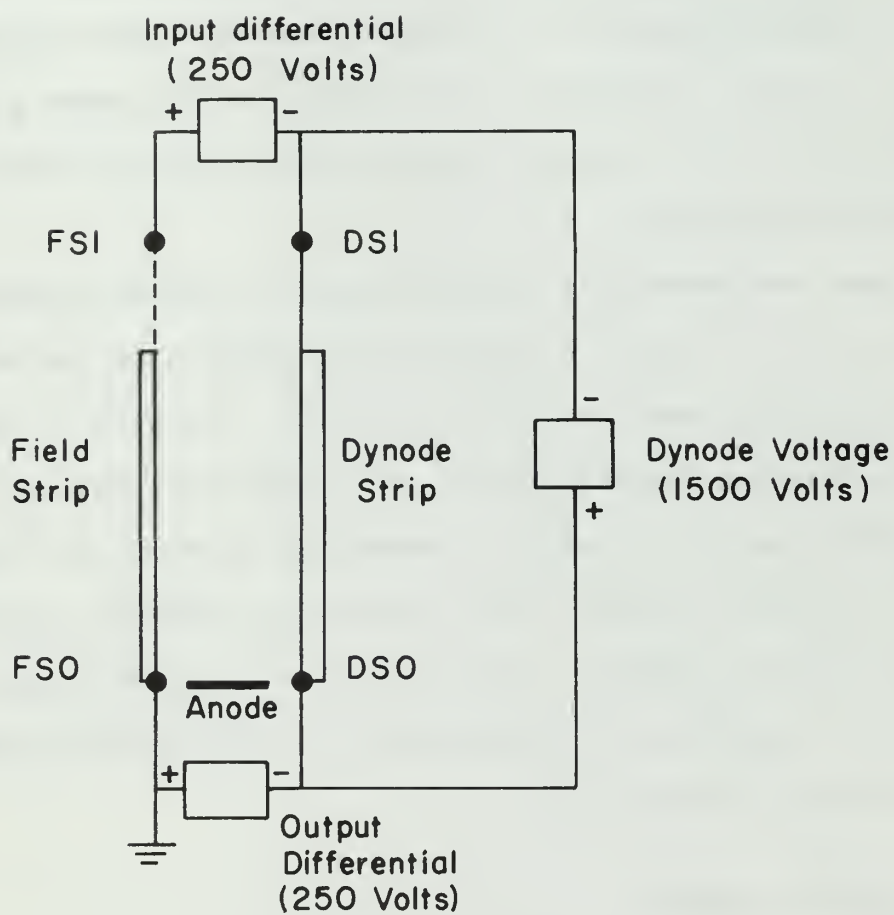 Input differential
(250 Volts)
+ -
FSI DSI
Field
Strip
Dynode
Strip
-
Dynode Voltage
(1500 Volts)
+
FSO DSO
Anode
+ -
Output
Differential
(250 Volts)